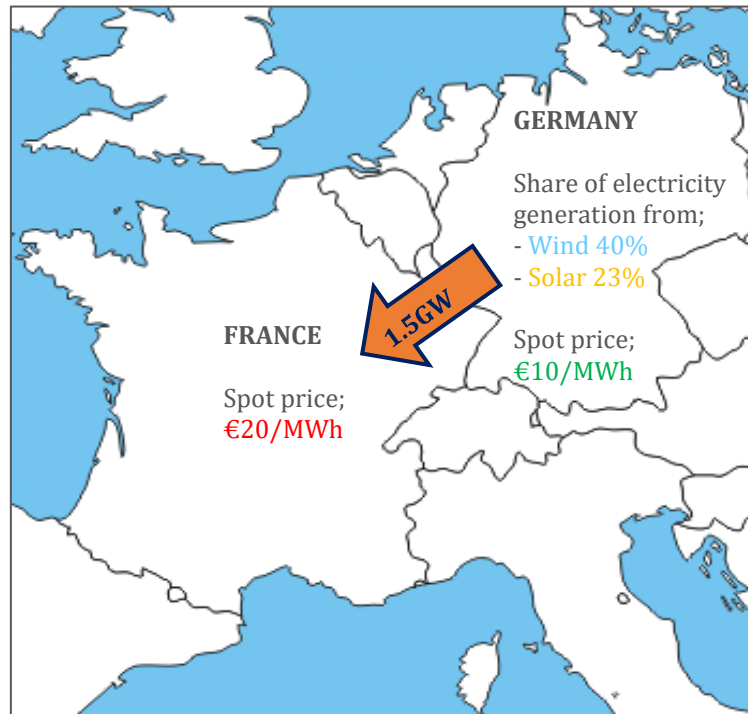 GERMANY
Share of electricity
generation from;
- Wind 40%
- Solar 23%
Spot price;
€10/MWh
1.5GW
FRANCE
Spot price;
€20/MWh